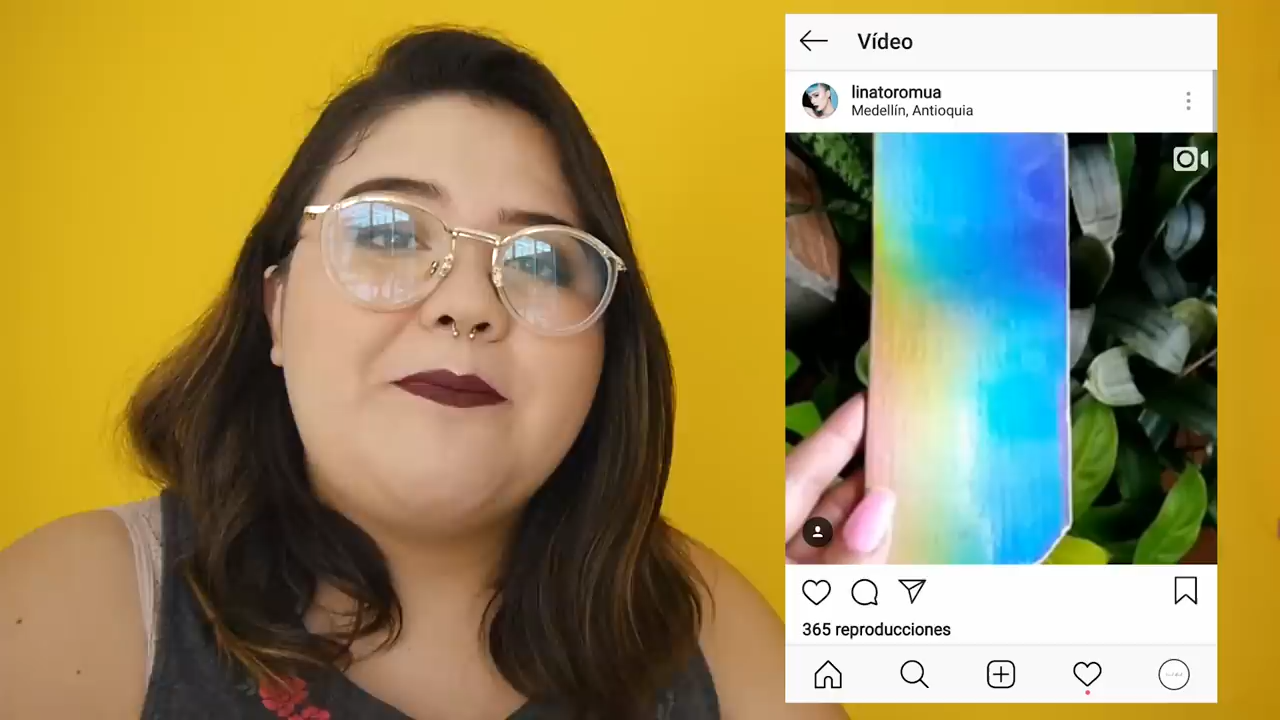 Vídeo
linatoromua
Medellín, Antioquia
365 reproducciones